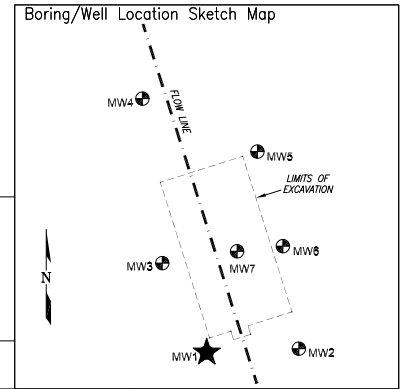 Boring/Well Location Sketch Map
MW4
FLOW LINE
MW5
LIMITS OF
EXCAVATION
MW6
MW3
MW7
N
MW1
MW2